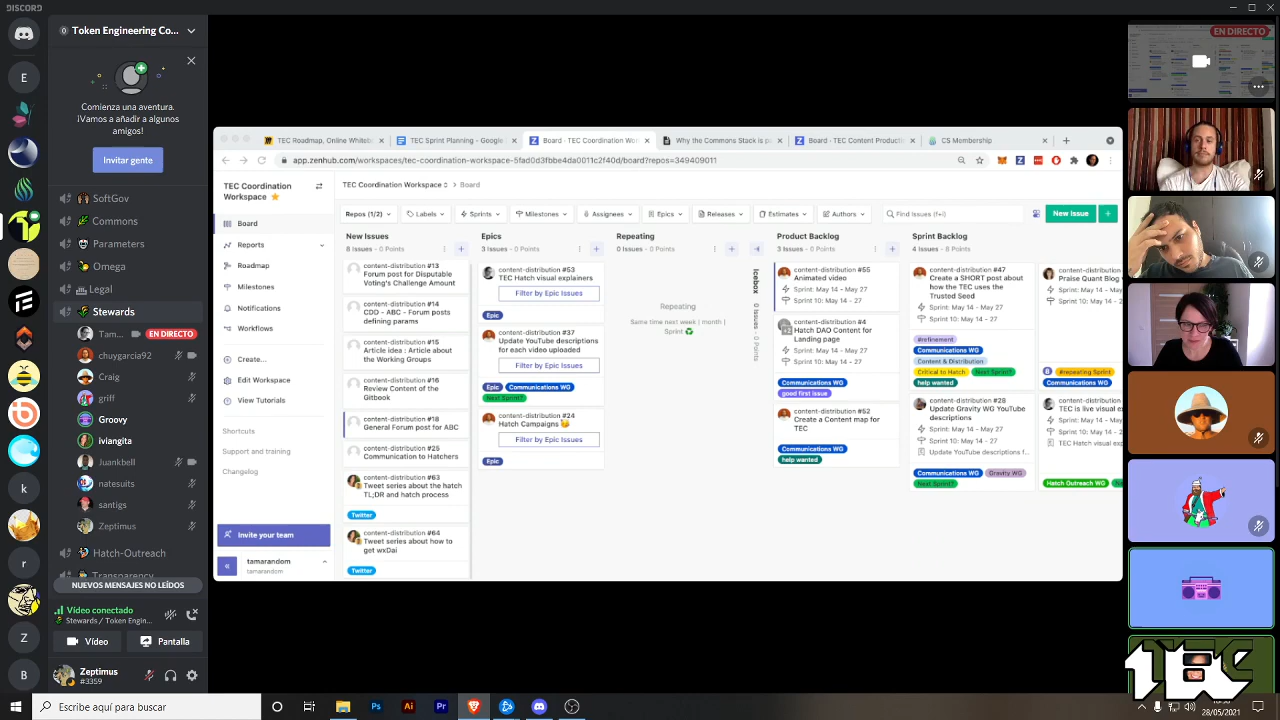 DISCORD
Token Engineering Co...
¡Vive una aventura
Invitar gente
Omega
EN DIRECTO
chuygarcia92
Craig
Griff
ivvvy
ivangita
iwanbell
natesuits
santigs
Zeptimus
Hatch-Outreach
Transparency
NUEVOS MENSAJES NO LEÍDOS
Vídeo conectado
Stewards / Token Engin...
Vídeo
Pantalla
Zeptimus
#3359
TEC Roadmap, Online Whiteb
TEC Sprint Planning - Google
Board · TEC Coordination Wor
Why the Commons Stack is p
Board · TEC Content Producti
CS Membership
app.zenhub.com/workspaces/tec-coordination-workspace-5fad0d3fbbe4da0011c2f40d/board?repos=349409011
TEC Coordination
Workspace
Board
Reports
Roadmap
Milestones
Notifications
Workflows
Create...
Edit Workspace
View Tutorials
Shortcuts
Support and training
Changelog
Invite your team
tamarandom
tamarandom
TEC Coordination Workspace > Board
Repos (1/2)
Labels
Sprints
Milestones
Assignees
Epics
Releases
Estimates
Authors
Find Issues (f+i)
New Issue
New Issues
8 Issues - 0 Points
content-distribution #13
Forum post for Disputable
Voting's Challenge Amount
content-distribution #14
CDD - ABC - Forum posts
defining params
content-distribution #15
Article idea : Article about
the Working Groups
content-distribution #16
Review Content of the
Gitbook
content-distribution #18
General Forum post for ABC
content-distribution #25
Communication to Hatchers
content-distribution #63
Tweet series about the hatch
TL;DR and hatch process
Twitter
content-distribution #64
Tweet series about how to
get wxDai
Twitter
Epics
3 Issues - 0 Points
content-distribution #53
TEC Hatch visual explainers
Filter by Epic Issues
Epic
content-distribution #37
Update YouTube descriptions
for each video uploaded
Filter by Epic Issues
Epic
Communications WG
Next Sprint?
content-distribution #24
Hatch Campaigns
Filter by Epic Issues
Epic
Repeating
0 Issues - 0 Points
Repeating
Same time next week | month |
Sprint
Icebox 0 Issues - 0 Points
Product Backlog
3 Issues - 0 Points
content-distribution #55
Animated video
Sprint: May 14 - May 27
Sprint 10: May 14 - 27
content-distribution #4
Hatch DAO Content for
Landing page
Sprint: May 14 - May 27
Sprint 10: May 14 - 27
Communications WG
good first issue
content-distribution #52
Create a Content map for
TEC
Communications WG
help wanted
Sprint Backlog
4 Issues - 8 Points
content-distribution #47
Create a SHORT post about
how the TEC uses the
Trusted Seed
Sprint: May 14 - May 27
Sprint 10: May 14 - 27
#refinement
Communications WG
Content & Distribution
Critical to Hatch
Next Sprint?
help wanted
content-distribution #28
Update Gravity WG YouTube
descriptions
Sprint: May 14 - May 27
Sprint 10: May 14 - 27
Update YouTube descriptions f...
Communications WG
Gravity WG
Next Sprint?
content-distribution
Praise Quant Blog
Sprint: May 14 - M
Sprint 10: May 14
#repeating Sprint
Communications WG
content-distribution
TEC is live visual e
Sprint: May 14 - M
Sprint 10: May 14
TEC Hatch visual exp
Hatch Outreach WG
EN DIRECTO
TEC
Escribe aquí para buscar
28/05/2021